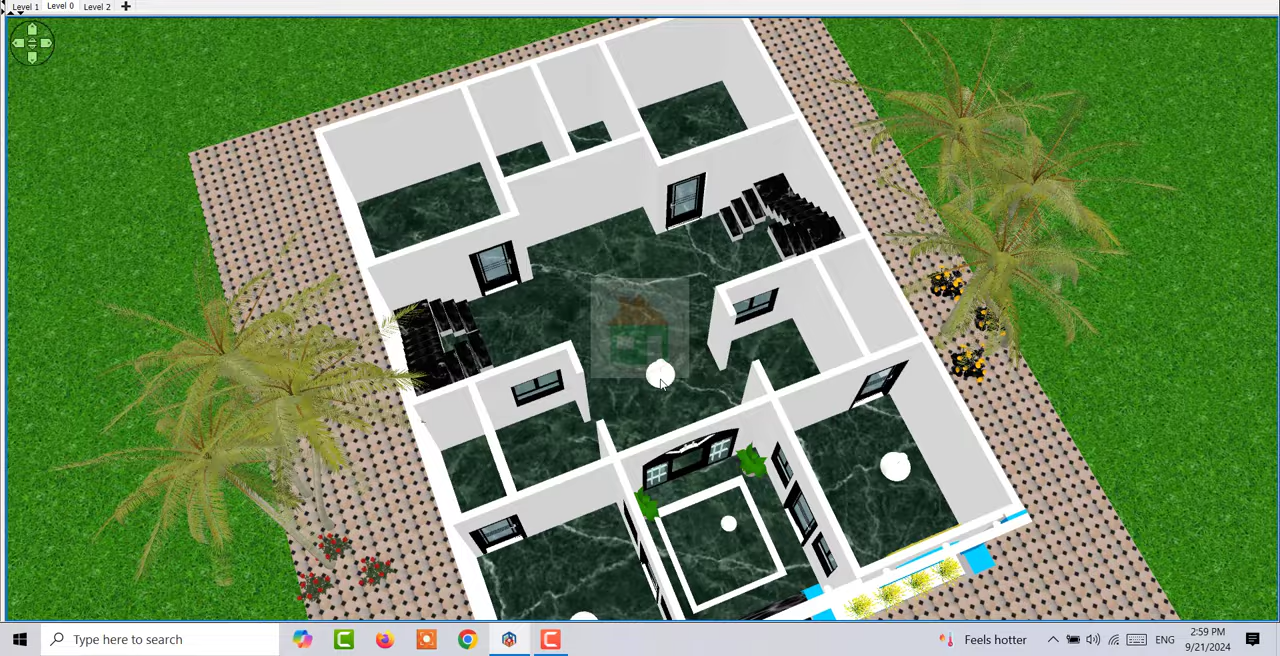 Level 1 Level 0 Level 2
Type here to search
Feels hotter
ENG
2:59 PM
9/21/2024